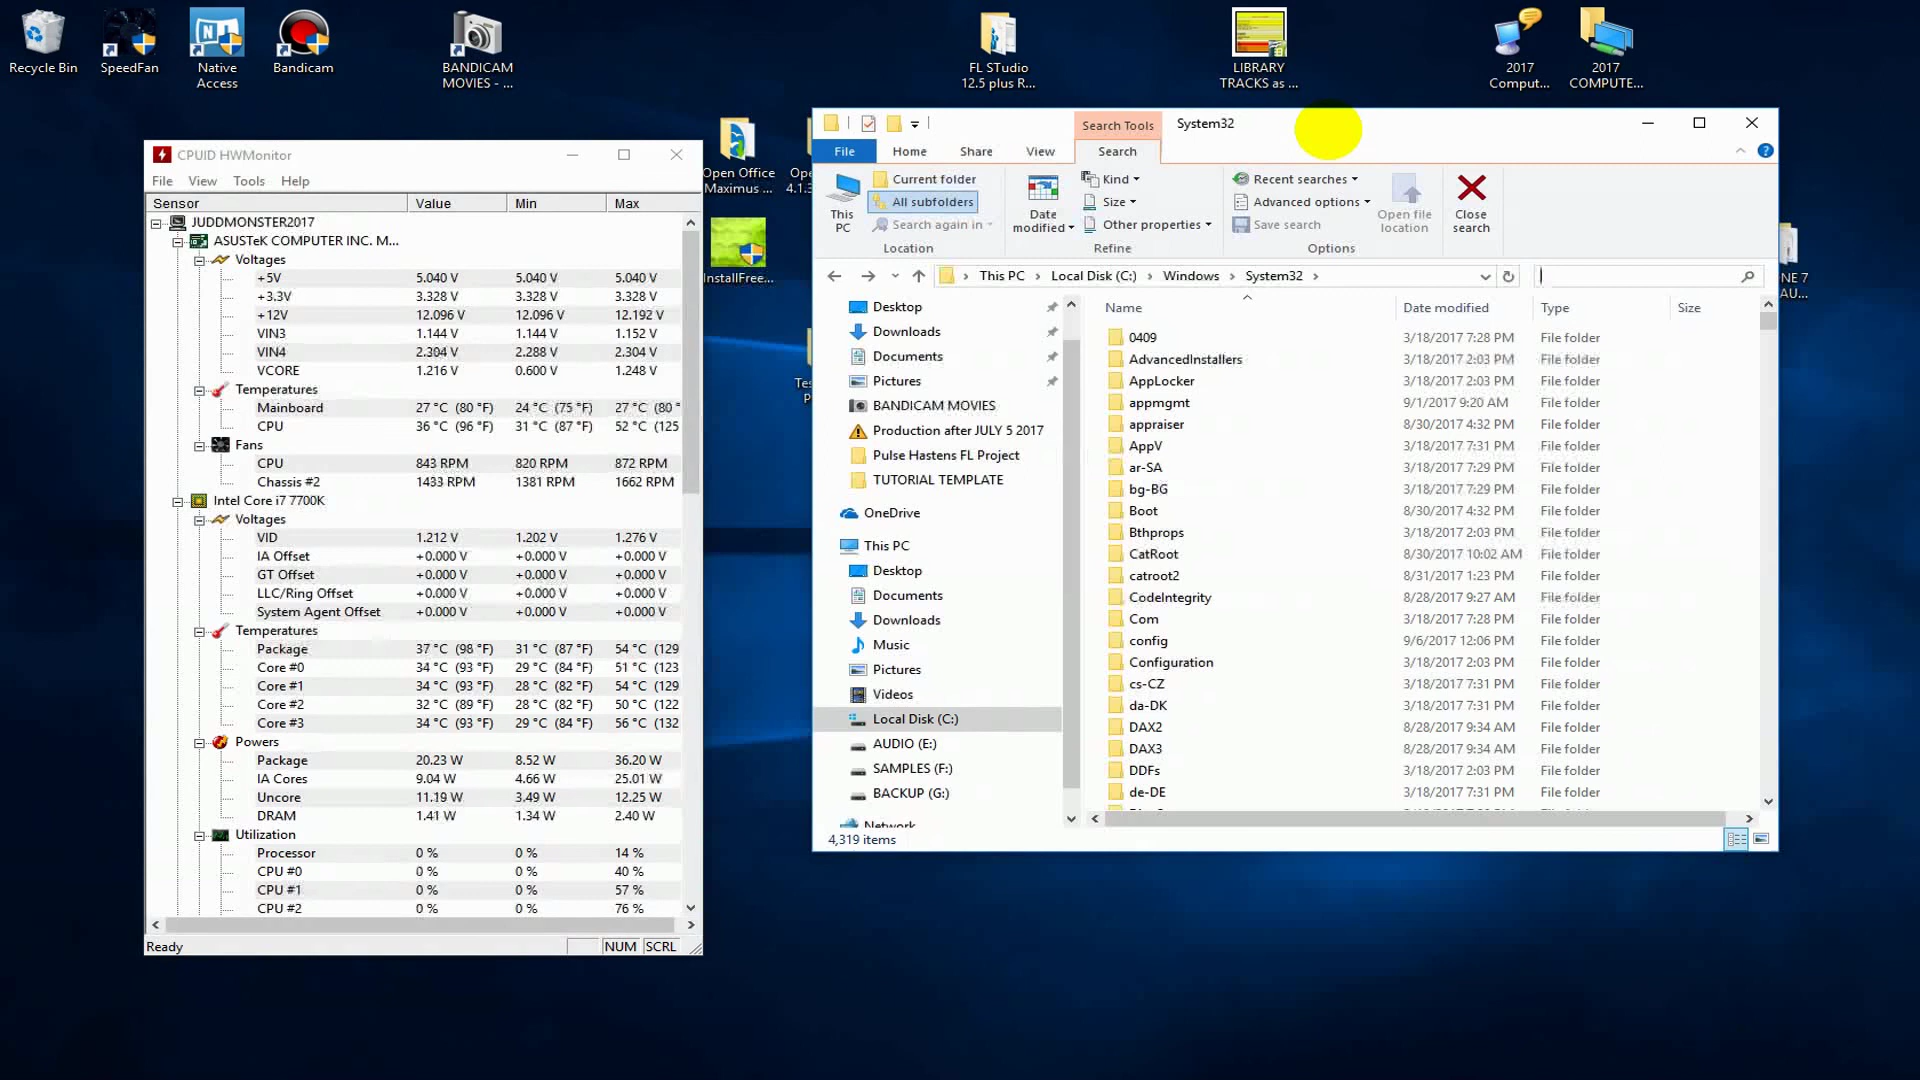 Recycle Bin
SpeedFan
Native
Access
Bandicam
BANDICAM
MOVIES - ...
FL STudio
12.5 plus R...
LIBRARY
TRACKS as ...
2017
Comput...
2017
COMPUTE...
Open Office
Maximus ...
InstallFree...
CPUID HWMonitor
File View Tools Help
Sensor Value Min Max
JUDDMONSTER2017
ASUSTeK COMPUTER INC. M...
Voltages
+5V 5.040 V 5.040 V 5.040 V
+3.3V 3.328 V 3.328 V 3.328 V
+12V 12.096 V 12.096 V 12.192 V
VIN3 1.144 V 1.144 V 1.152 V
VIN4 2.304 V 2.288 V 2.304 V
VCORE 1.216 V 0.600 V 1.248 V
Temperatures
Mainboard 27 °C (80 °F) 24 °C (75 °F) 27 °C (80 °
CPU 36 °C (96 °F) 31 °C (87 °F) 52 °C (125
Fans
CPU 843 RPM 820 RPM 872 RPM
Chassis #2 1433 RPM 1381 RPM 1662 RPM
Intel Core i7 7700K
Voltages
VID 1.212 V 1.202 V 1.276 V
IA Offset +0.000 V +0.000 V +0.000 V
GT Offset +0.000 V +0.000 V +0.000 V
LLC/Ring Offset +0.000 V +0.000 V +0.000 V
System Agent Offset +0.000 V +0.000 V +0.000 V
Temperatures
Package 37 °C (98 °F) 31 °C (87 °F) 54 °C (129
Core #0 34 °C (93 °F) 29 °C (84 °F) 51 °C (123
Core #1 34 °C (93 °F) 28 °C (82 °F) 54 °C (129
Core #2 32 °C (89 °F) 28 °C (82 °F) 50 °C (122
Core #3 34 °C (93 °F) 29 °C (84 °F) 56 °C (132
Powers
Package 20.23 W 8.52 W 36.20 W
IA Cores 9.04 W 4.66 W 25.01 W
Uncore 11.19 W 3.49 W 12.25 W
DRAM 1.41 W 1.34 W 2.40 W
Utilization
Processor 0 % 0 % 14 %
CPU #0 0 % 0 % 40 %
CPU #1 0 % 0 % 57 %
CPU #2 0 % 0 % 76 %
Ready NUM SCRL
Search Tools System32
File Home Share View Search
This
PC
Current folder
All subfolders
Search again in
Location
Date
modified
Kind
Size
Other properties
Refine
Recent searches
Advanced options
Save search
Open file
location
Options
Close
search
This PC > Local Disk (C:) > Windows > System32 >
Desktop
Downloads
Documents
Pictures
BANDICAM MOVIES
Production after JULY 5 2017
Pulse Hastens FL Project
TUTORIAL TEMPLATE
OneDrive
This PC
Desktop
Documents
Downloads
Music
Pictures
Videos
Local Disk (C:)
AUDIO (E:)
SAMPLES (F:)
BACKUP (G:)
Network
Name Date modified Type Size
0409 3/18/2017 7:28 PM File folder
AdvancedInstallers 3/18/2017 2:03 PM File folder
AppLocker 3/18/2017 2:03 PM File folder
appmgmt 9/1/2017 9:20 AM File folder
appraiser 8/30/2017 4:32 PM File folder
AppV 3/18/2017 7:31 PM File folder
ar-SA 3/18/2017 7:29 PM File folder
bg-BG 3/18/2017 7:29 PM File folder
Boot 8/30/2017 4:32 PM File folder
Bthprops 3/18/2017 2:03 PM File folder
CatRoot 8/30/2017 10:02 AM File folder
catroot2 8/31/2017 1:23 PM File folder
CodeIntegrity 8/28/2017 9:27 AM File folder
Com 3/18/2017 7:28 PM File folder
config 9/6/2017 12:06 PM File folder
Configuration 3/18/2017 2:03 PM File folder
cs-CZ 3/18/2017 7:31 PM File folder
da-DK 3/18/2017 7:31 PM File folder
DAX2 8/28/2017 9:34 AM File folder
DAX3 8/28/2017 9:34 AM File folder
DDFs 3/18/2017 2:03 PM File folder
de-DE 3/18/2017 7:31 PM File folder
4,319 items